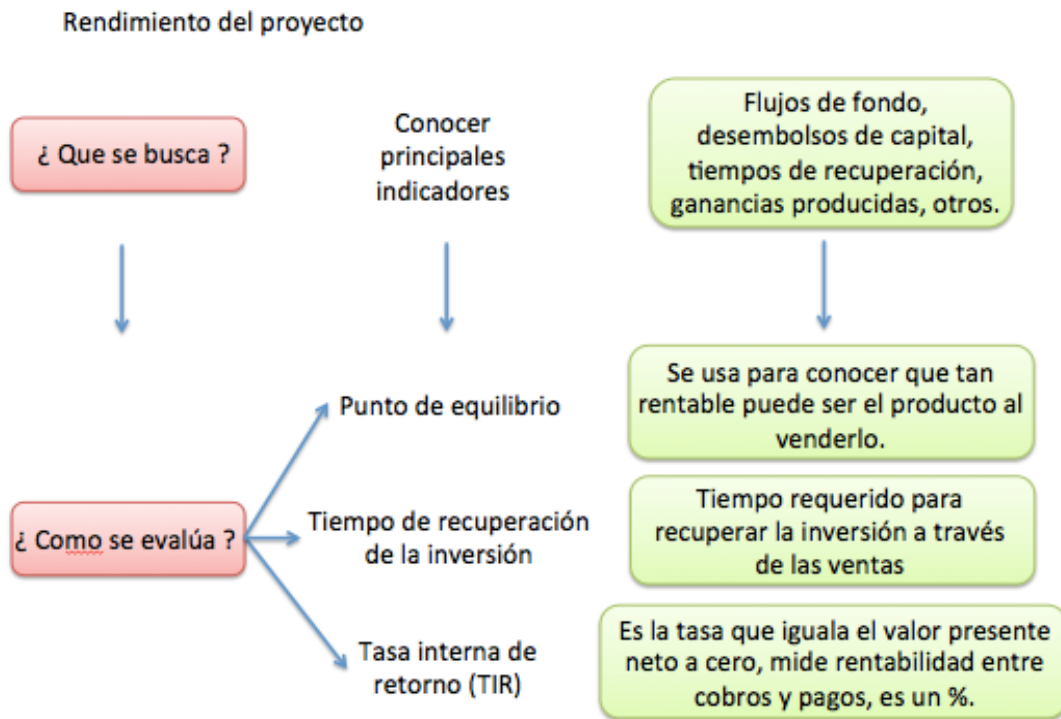 Rendimiento del proyecto
¿ Que se busca ?
Conocer
principales
indicadores
Flujos de fondo,
desembolsos de capital,
tiempos de recuperación,
ganancias producidas, otros.
¿ Como se evalúa ?
Punto de equilibrio
Se usa para conocer que tan
rentable puede ser el producto al
venderlo.
Tiempo de recuperación
de la inversión
Tiempo requerido para
recuperar la inversión a través
de las ventas
Tasa interna de
retorno (TIR)
Es la tasa que iguala el valor presente
neto a cero, mide rentabilidad entre
cobros y pagos, es un %.